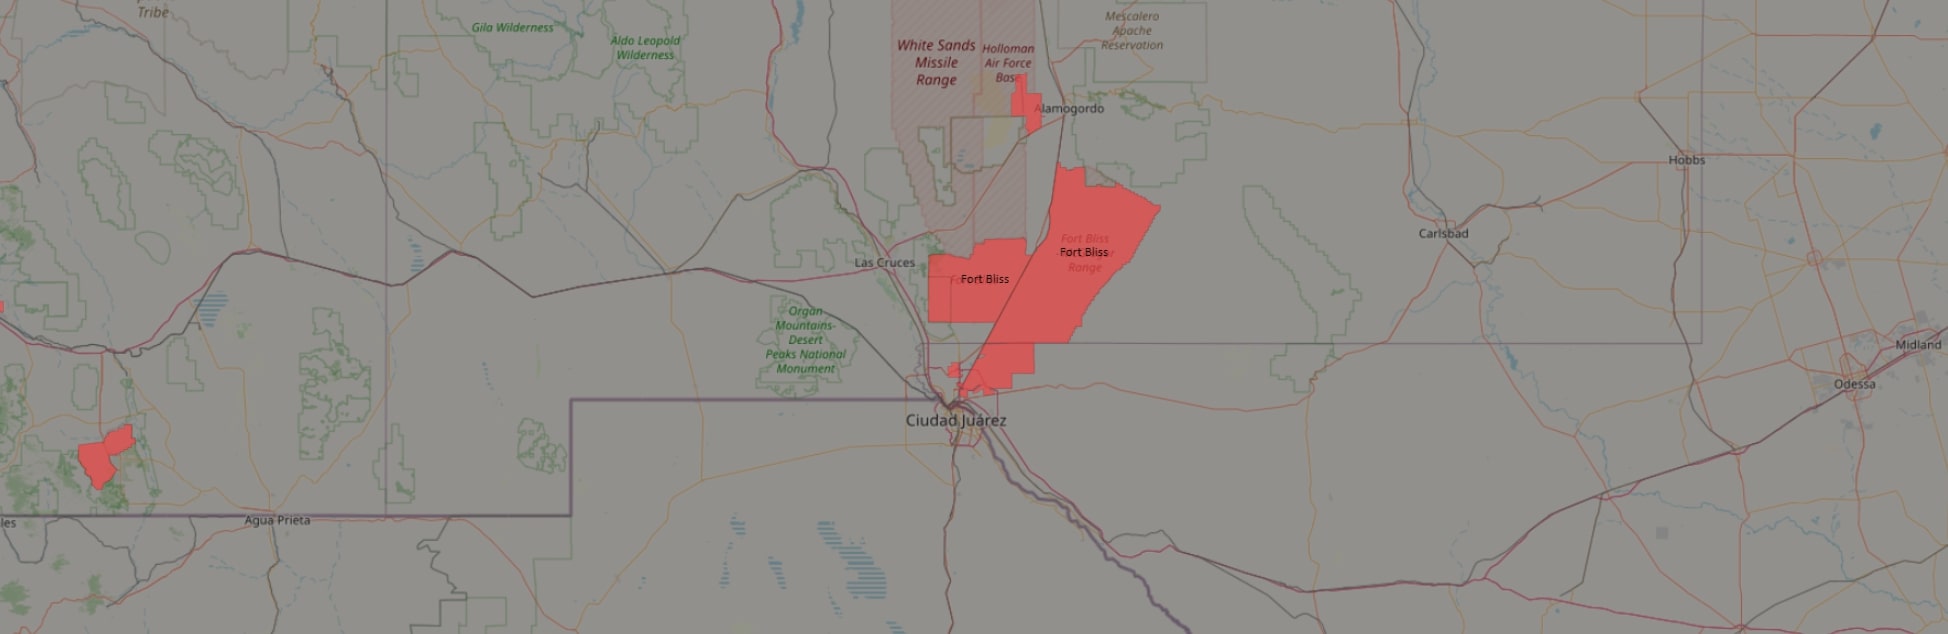 Tribe
Gila Wilderness
Aldo Leopold
Wilderness
White Sands
Missile
Range
Holloman
Air Force
Base
Mescalero
Apache
Reservation
Alamogordo
Hobbs
Las Cruces
Fort Bliss
Fort Bliss
Fort Bliss
Range
Carlsbad
Organ
Mountains-
Desert
Peaks National
Monument
Midland
Odessa
Ciudad Juárez
les
Agua Prieta